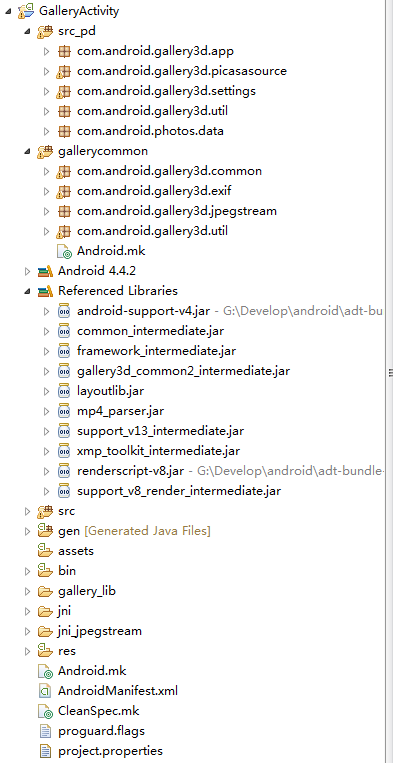 GalleryActivity
src_pd
com.android.gallery3d.app
com.android.gallery3d.picasasource
com.android.gallery3d.settings
com.android.gallery3d.util
com.android.photos.data
gallerycommon
com.android.gallery3d.common
com.android.gallery3d.exif
com.android.gallery3d.jpegstream
com.android.gallery3d.util
Android.mk
Android 4.4.2
Referenced Libraries
android-support-v4.jar - G:\Develop\android\adt-bu
common_intermediate.jar
framework_intermediate.jar
gallery3d_common2_intermediate.jar
layoutlib.jar
mp4_parser.jar
support_v13_intermediate.jar
xmp_toolkit_intermediate.jar
renderscript-v8.jar - G:\Develop\android\adt-bundle-
support_v8_render_intermediate.jar
src
gen [Generated Java Files]
assets
bin
gallery_lib
jni
jni_jpegstream
res
Android.mk
AndroidManifest.xml
CleanSpec.mk
proguard.flags
project.properties